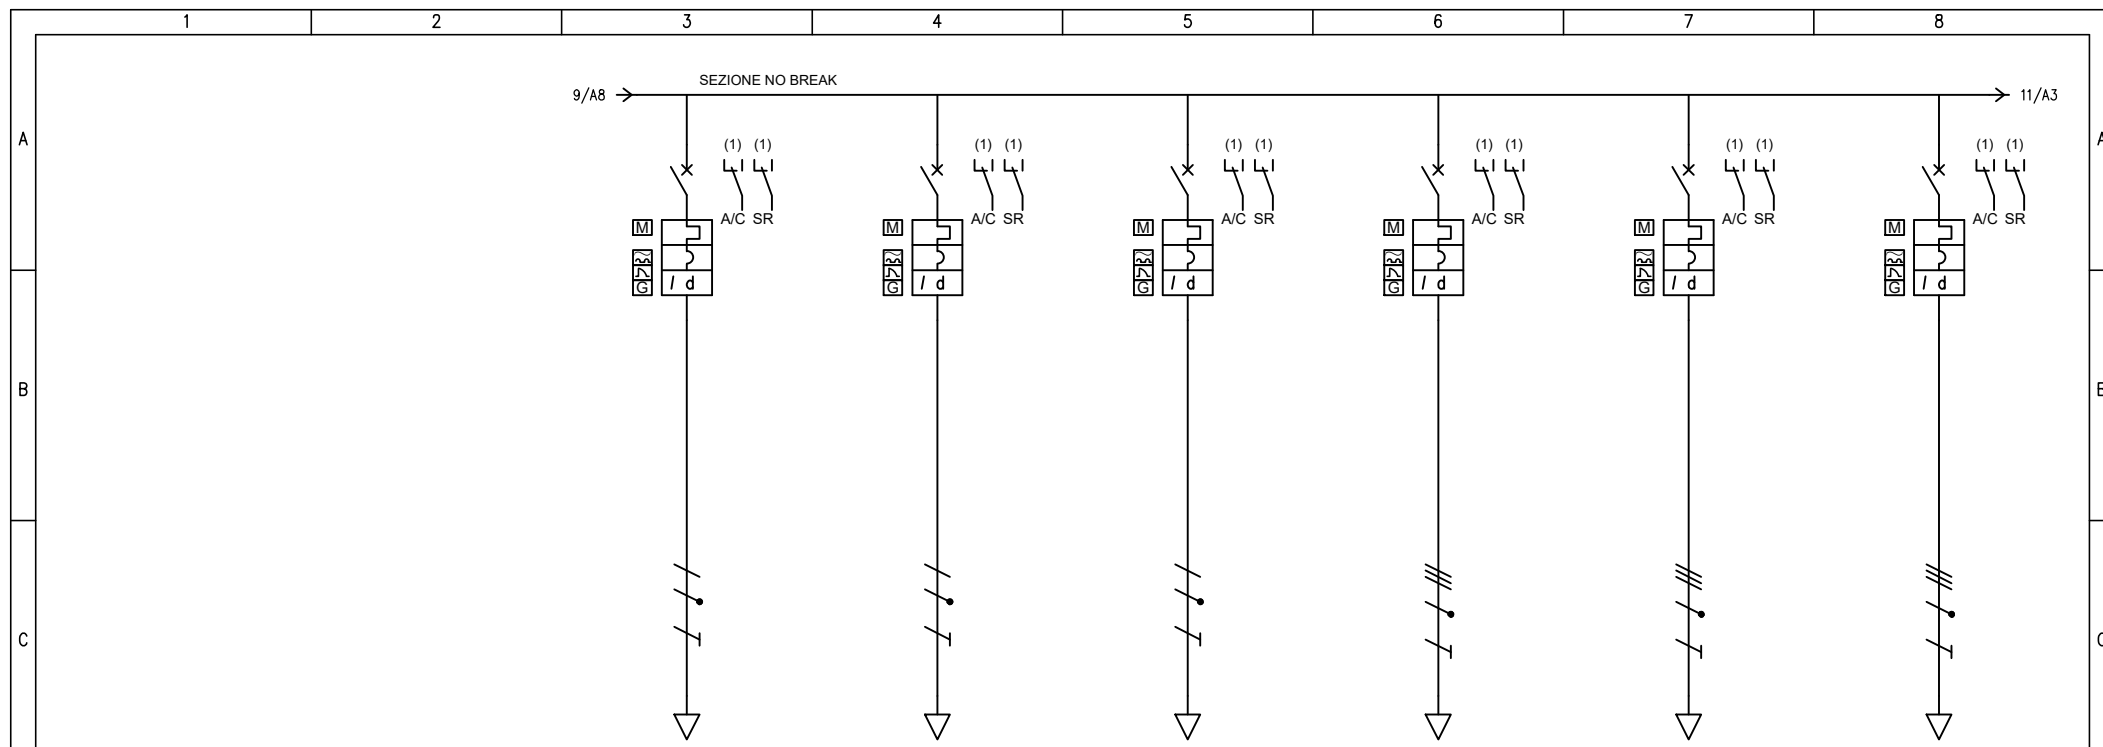 1 2 3 4 5 6 7 8
SEZIONE NO BREAK
9/A8 11/A3
A A
(1) (1) (1) (1) (1) (1) (1) (1) (1) (1) (1) (1)
A/C SR A/C SR A/C SR A/C SR A/C SR A/C SR
M M M M M M
I d I d I d I d I d I d
G G G G G G
B
C